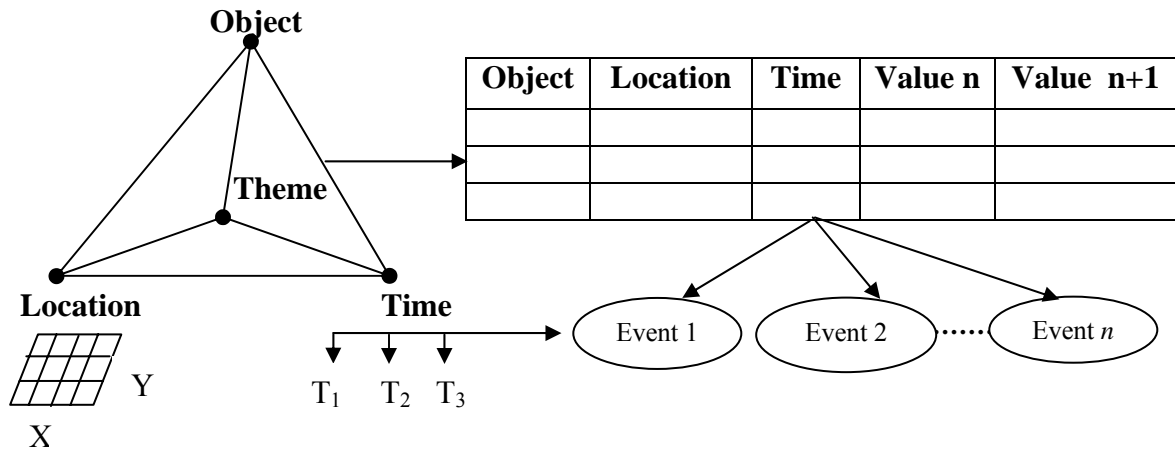 Object
Object Location Time Value n Value n+1
Theme
Location Time
Event 1 Event 2 Event n
Y
T₁ T₂ T₃
X